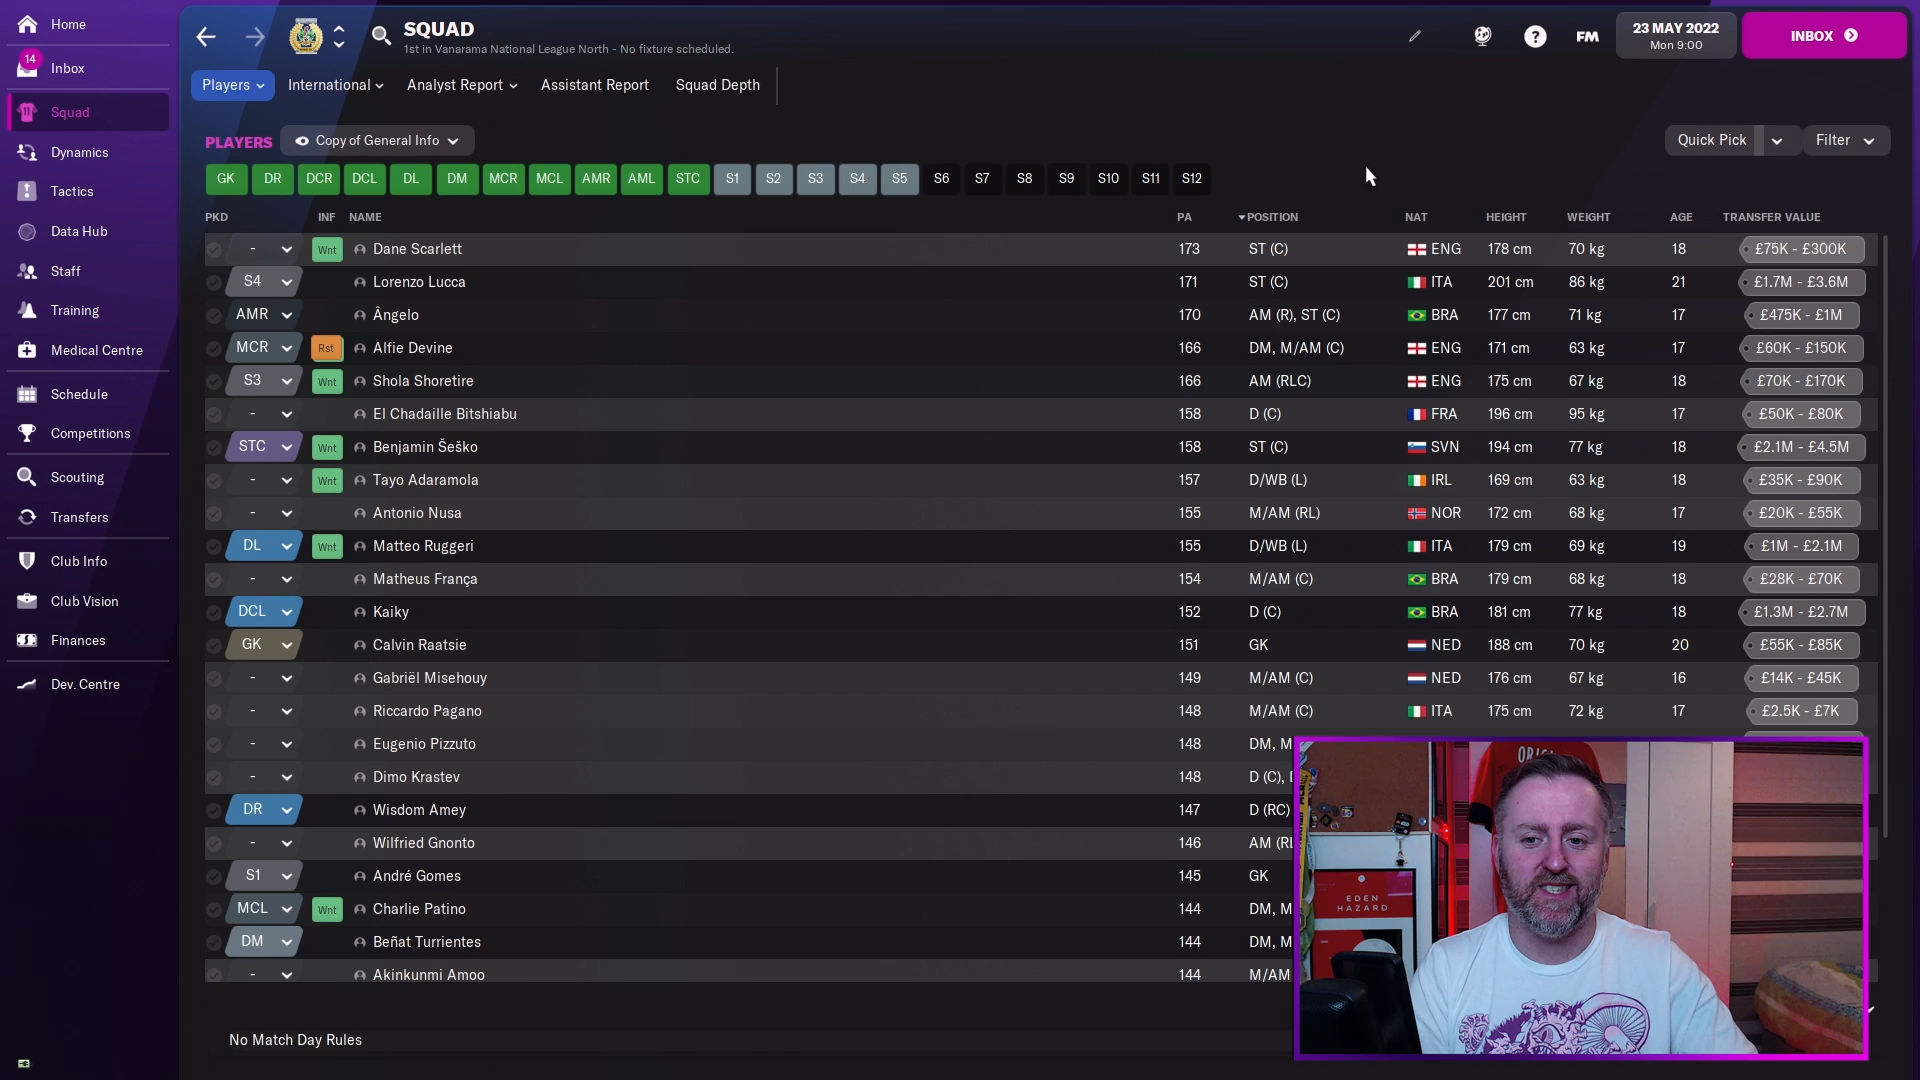 Home
14
Inbox
Squad
Dynamics
Tactics
Data Hub
Staff
Training
Medical Centre
Schedule
Competitions
Scouting
Transfers
Club Info
Club Vision
Finances
Dev. Centre
SQUAD
1st in Vanarama National League North - No fixture scheduled.
FM
23 MAY 2022
Mon 9:00
INBOX
Players International Analyst Report Assistant Report Squad Depth
PLAYERS Copy of General Info Quick Pick Filter
GK DR DCR DCL DL DM MCR MCL AMR AML STC S1 S2 S3 S4 S5 S6 S7 S8 S9 S10 S11 S12
PKD INF NAME PA POSITION NAT HEIGHT WEIGHT AGE TRANSFER VALUE
- Wnt Dane Scarlett 173 ST (C) ENG 178 cm 70 kg 18 £75K - £300K
S4 Lorenzo Lucca 171 ST (C) ITA 201 cm 86 kg 21 £1.7M - £3.6M
AMR Ângelo 170 AM (R), ST (C) BRA 177 cm 71 kg 17 £475K - £1M
MCR Rst Alfie Devine 166 DM, M/AM (C) ENG 171 cm 63 kg 17 £60K - £150K
S3 Wnt Shola Shoretire 166 AM (RLC) ENG 175 cm 67 kg 18 £70K - £170K
- El Chadaille Bitshiabu 158 D (C) FRA 196 cm 95 kg 17 £50K - £80K
STC Wnt Benjamin Šeško 158 ST (C) SVN 194 cm 77 kg 18 £2.1M - £4.5M
- Wnt Tayo Adaramola 157 D/WB (L) IRL 169 cm 63 kg 18 £35K - £90K
- Antonio Nusa 155 M/AM (RL) NOR 172 cm 68 kg 17 £20K - £55K
DL Wnt Matteo Ruggeri 155 D/WB (L) ITA 179 cm 69 kg 19 £1M - £2.1M
- Matheus França 154 M/AM (C) BRA 179 cm 68 kg 18 £28K - £70K
DCL Kaiky 152 D (C) BRA 181 cm 77 kg 18 £1.3M - £2.7M
GK Calvin Raatsie 151 GK NED 188 cm 70 kg 20 £55K - £85K
- Gabriël Misehouy 149 M/AM (C) NED 176 cm 67 kg 16 £14K - £45K
- Riccardo Pagano 148 M/AM (C) ITA 175 cm 72 kg 17 £2.5K - £7K
- Eugenio Pizzuto 148 DM, M
- Dimo Krastev 148 D (C),
DR Wisdom Amey 147 D (RC)
- Wilfried Gnonto 146 AM (RL
S1 André Gomes 145 GK
MCL Wnt Charlie Patino 144 DM, M
DM Beñat Turrientes 144 DM, M
- Akinkunmi Amoo 144 M/AM
EDEN
HAZARD
No Match Day Rules